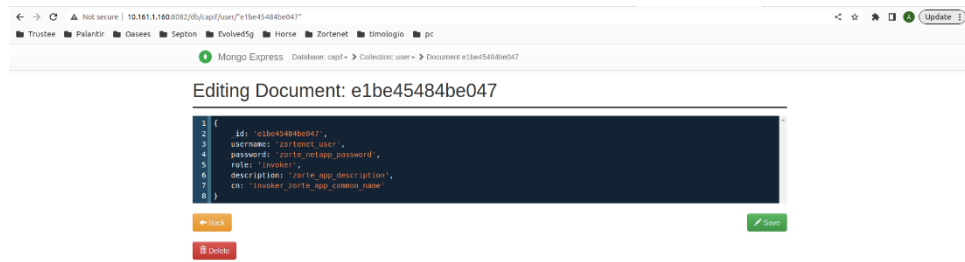 Not secure | 10.161.1.160:8082/db/capif/user/"e1be45484be047"
A
Update
Trustee Palantir Oasees Septon Evolved5g Horse Zortenet timologio pc
Mongo Express Database: capif Collection: user Document e1be45484be047
Editing Document: e1be45484be047
1 {
2 _id: 'e1be45484be047',
3 username: 'zortenet_user',
4 password: 'zorte_netapp_password',
5 role: 'invoker',
6 description: 'zorte_app_description',
7 cn: 'invoker_zorte_app_common_name'
8 }
Back
Save
Delete